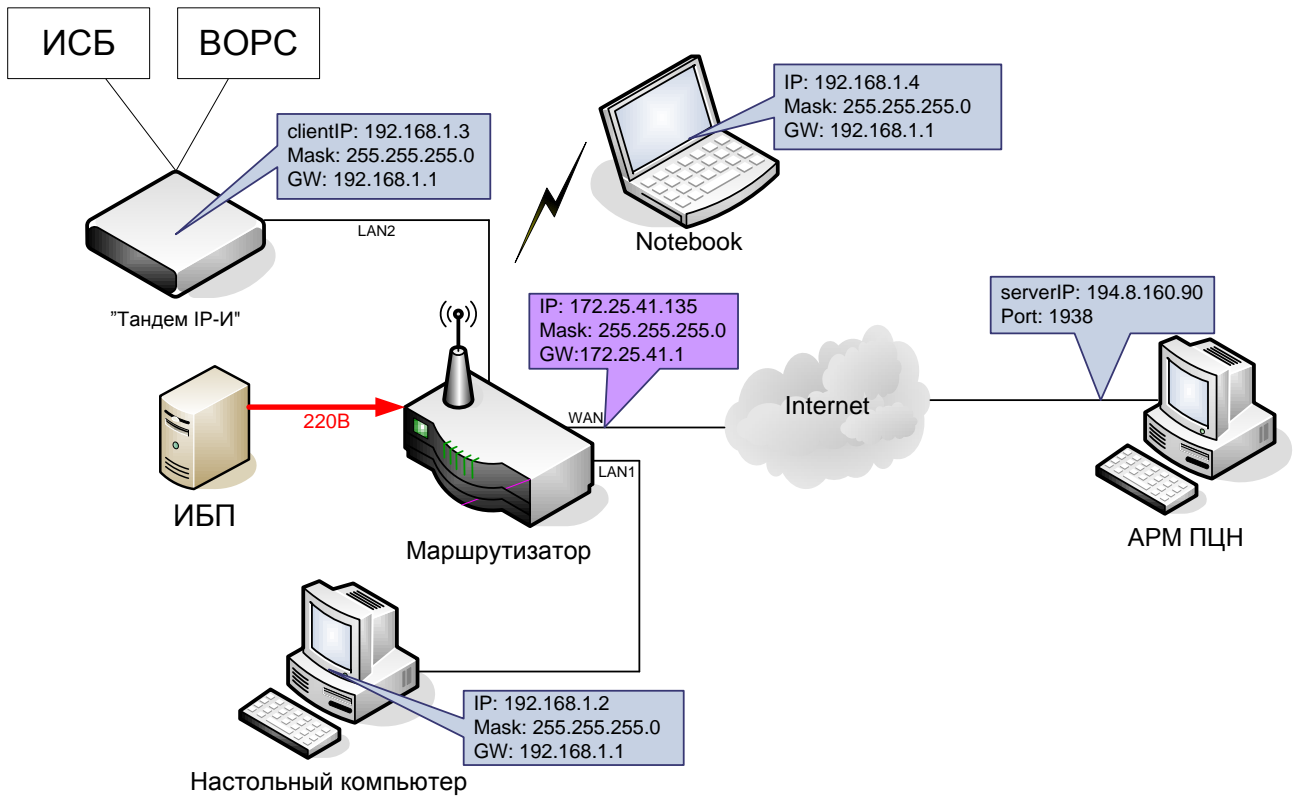 ИСБ
ВОРС
clientIP: 192.168.1.3
Mask: 255.255.255.0
GW: 192.168.1.1
IP: 192.168.1.4
Mask: 255.255.255.0
GW: 192.168.1.1
LAN2
Notebook
"Тандем IP-И"
IP: 172.25.41.135
Mask: 255.255.255.0
GW:172.25.41.1
serverIP: 194.8.160.90
Port: 1938
220В
WAN
Internet
LAN1
ИБП
Маршрутизатор
АРМ ПЦН
IP: 192.168.1.2
Mask: 255.255.255.0
GW: 192.168.1.1
Настольный компьютер